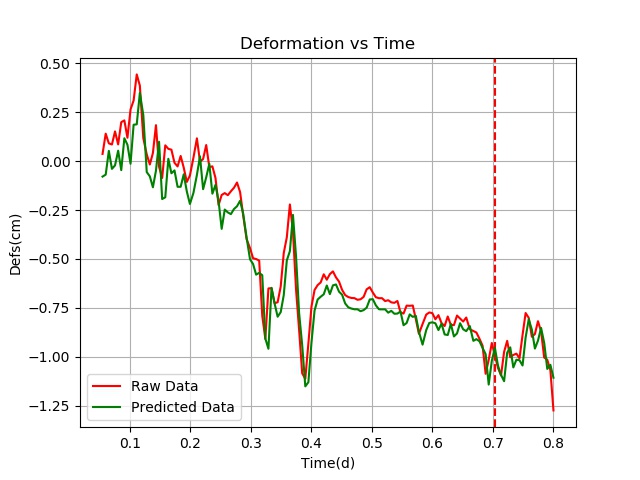 Deformation vs Time
Defs(cm)
0.50
0.25
0.00
−0.25
−0.50
−0.75
−1.00
−1.25
Raw Data
Predicted Data
0.1 0.2 0.3 0.4 0.5 0.6 0.7 0.8
Time(d)